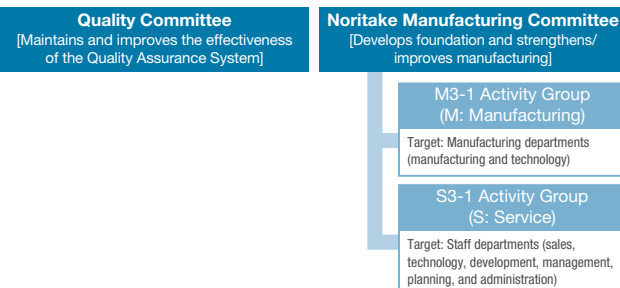 Quality Committee
[Maintains and improves the effectiveness
of the Quality Assurance System]
Noritake Manufacturing Committee
[Develops foundation and strengthens/
improves manufacturing]
M3-1 Activity Group
(M: Manufacturing)
Target: Manufacturing departments
(manufacturing and technology)
S3-1 Activity Group
(S: Service)
Target: Staff departments (sales,
technology, development, management,
planning, and administration)